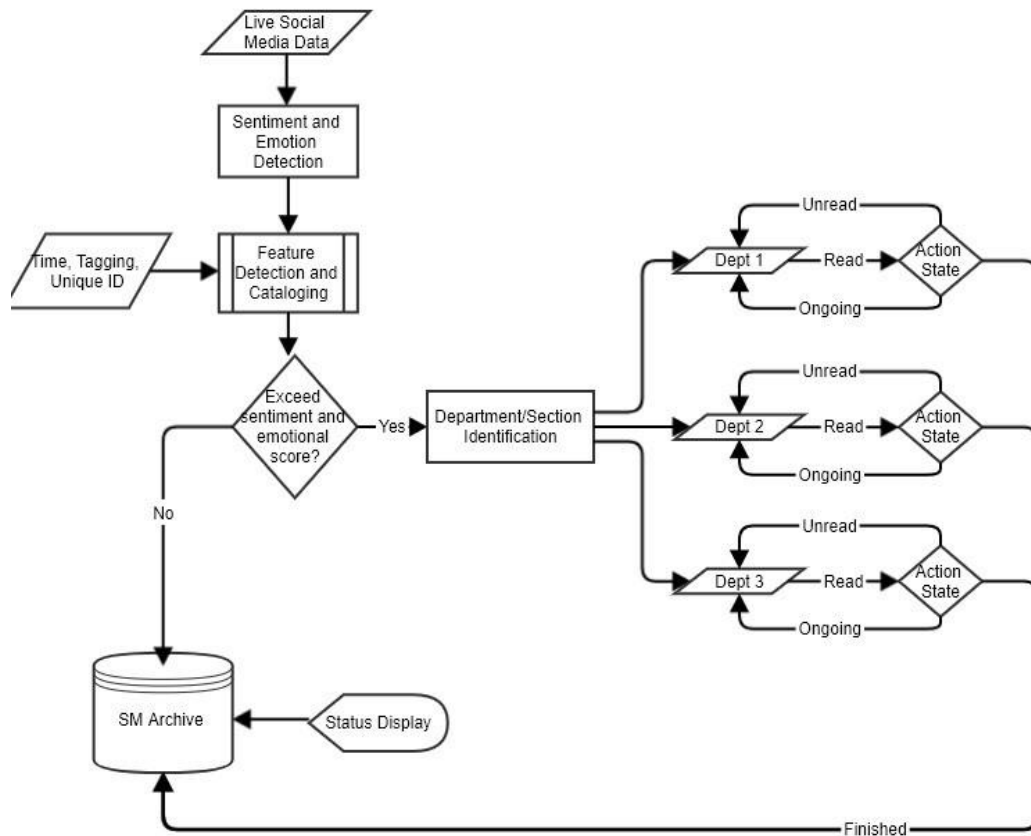 Live Social
Media Data
Sentiment and
Emotion
Detection
Time, Tagging,
Unique ID
Feature
Detection and
Cataloging
Exceed
sentiment and
emotional
score?
Yes
No
Department/Section
Identification
Unread
Dept 1
Read
Action
State
Ongoing
Unread
Dept 2
Read
Action
State
Ongoing
Unread
Dept 3
Read
Action
State
Ongoing
SM Archive
Status Display
Finished